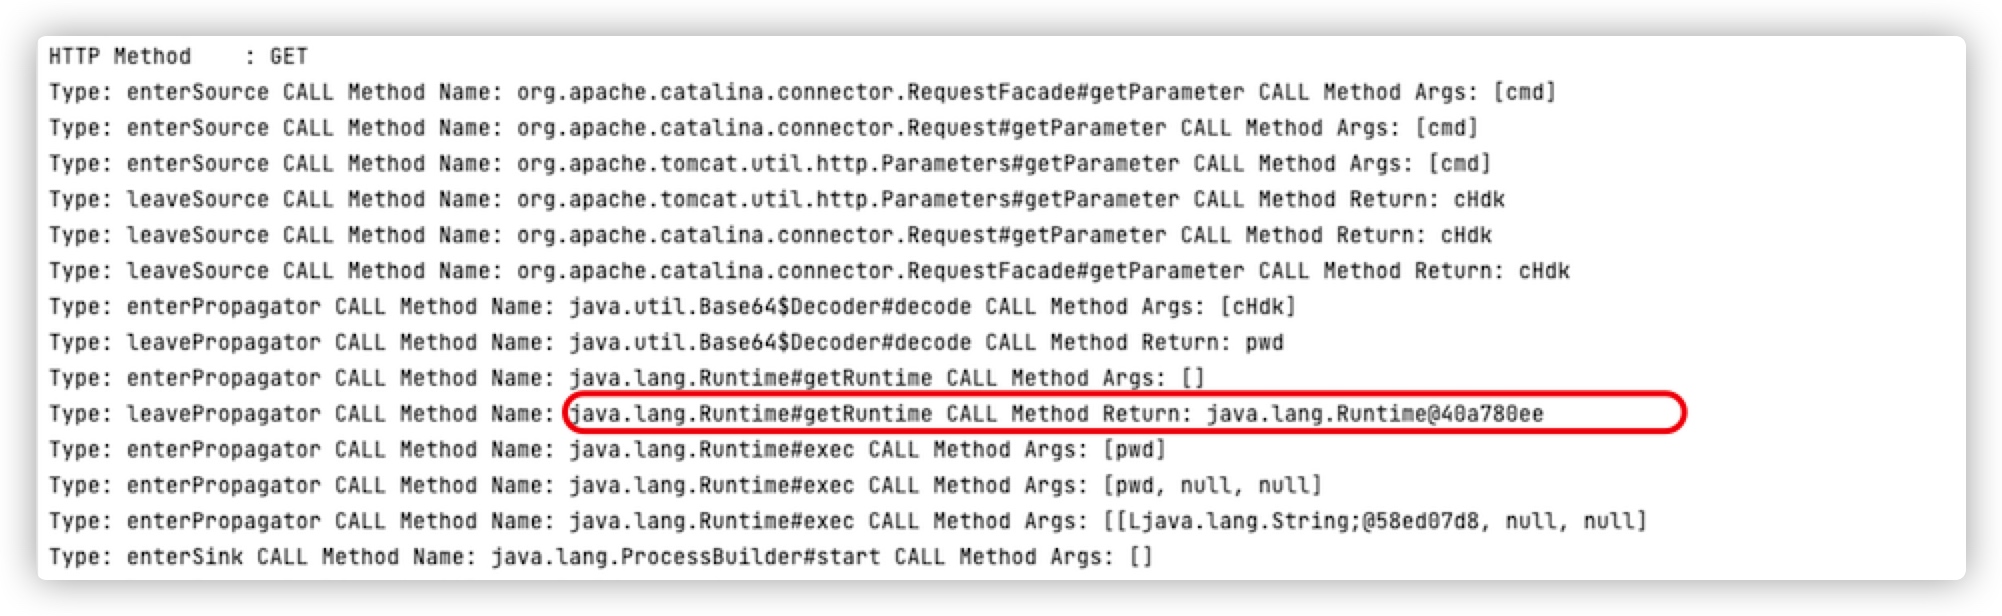 HTTP Method    : GET
Type: enterSource CALL Method Name: org.apache.catalina.connector.RequestFacade#getParameter CALL Method Args: [cmd]
Type: enterSource CALL Method Name: org.apache.catalina.connector.Request#getParameter CALL Method Args: [cmd]
Type: enterSource CALL Method Name: org.apache.tomcat.util.http.Parameters#getParameter CALL Method Args: [cmd]
Type: leaveSource CALL Method Name: org.apache.tomcat.util.http.Parameters#getParameter CALL Method Return: cHdk
Type: leaveSource CALL Method Name: org.apache.catalina.connector.Request#getParameter CALL Method Return: cHdk
Type: leaveSource CALL Method Name: org.apache.catalina.connector.RequestFacade#getParameter CALL Method Return: cHdk
Type: enterPropagator CALL Method Name: java.util.Base64$Decoder#decode CALL Method Args: [cHdk]
Type: leavePropagator CALL Method Name: java.util.Base64$Decoder#decode CALL Method Return: pwd
Type: enterPropagator CALL Method Name: java.lang.Runtime#getRuntime CALL Method Args: []
Type: leavePropagator CALL Method Name: java.lang.Runtime#getRuntime CALL Method Return: java.lang.Runtime@40a780ee
Type: enterPropagator CALL Method Name: java.lang.Runtime#exec CALL Method Args: [pwd]
Type: enterPropagator CALL Method Name: java.lang.Runtime#exec CALL Method Args: [pwd, null, null]
Type: enterPropagator CALL Method Name: java.lang.Runtime#exec CALL Method Args: [[Ljava.lang.String;@58ed07d8, null, null]
Type: enterSink CALL Method Name: java.lang.ProcessBuilder#start CALL Method Args: []